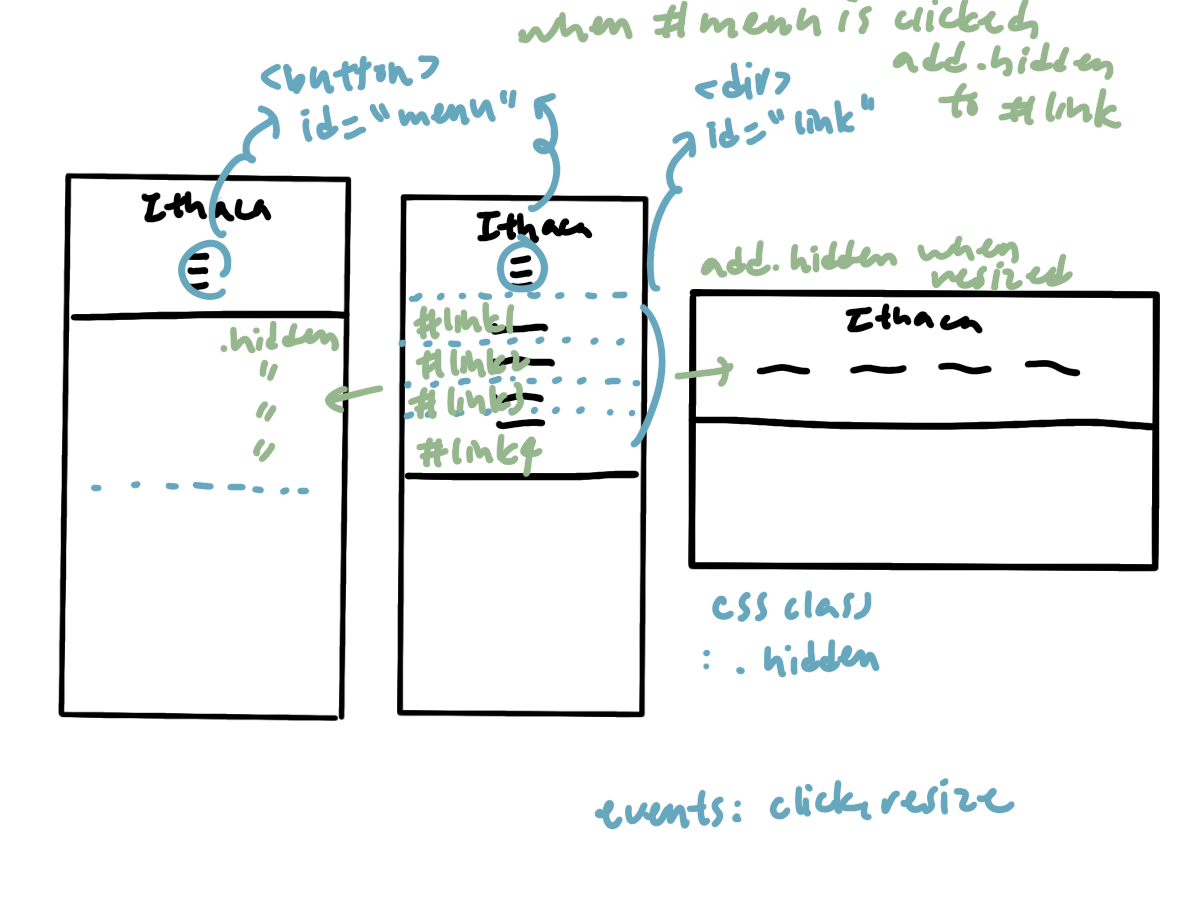 when #menu is clicked
add .hidden
to #link
<button>
id="menu"
<div>
id="link"
Ithaca
Ithaca
add .hidden when
resized
Ithaca
.hidden
"
"
"
#link1
#link2
#link3
#link4
css class
: .hidden
events: click, resize